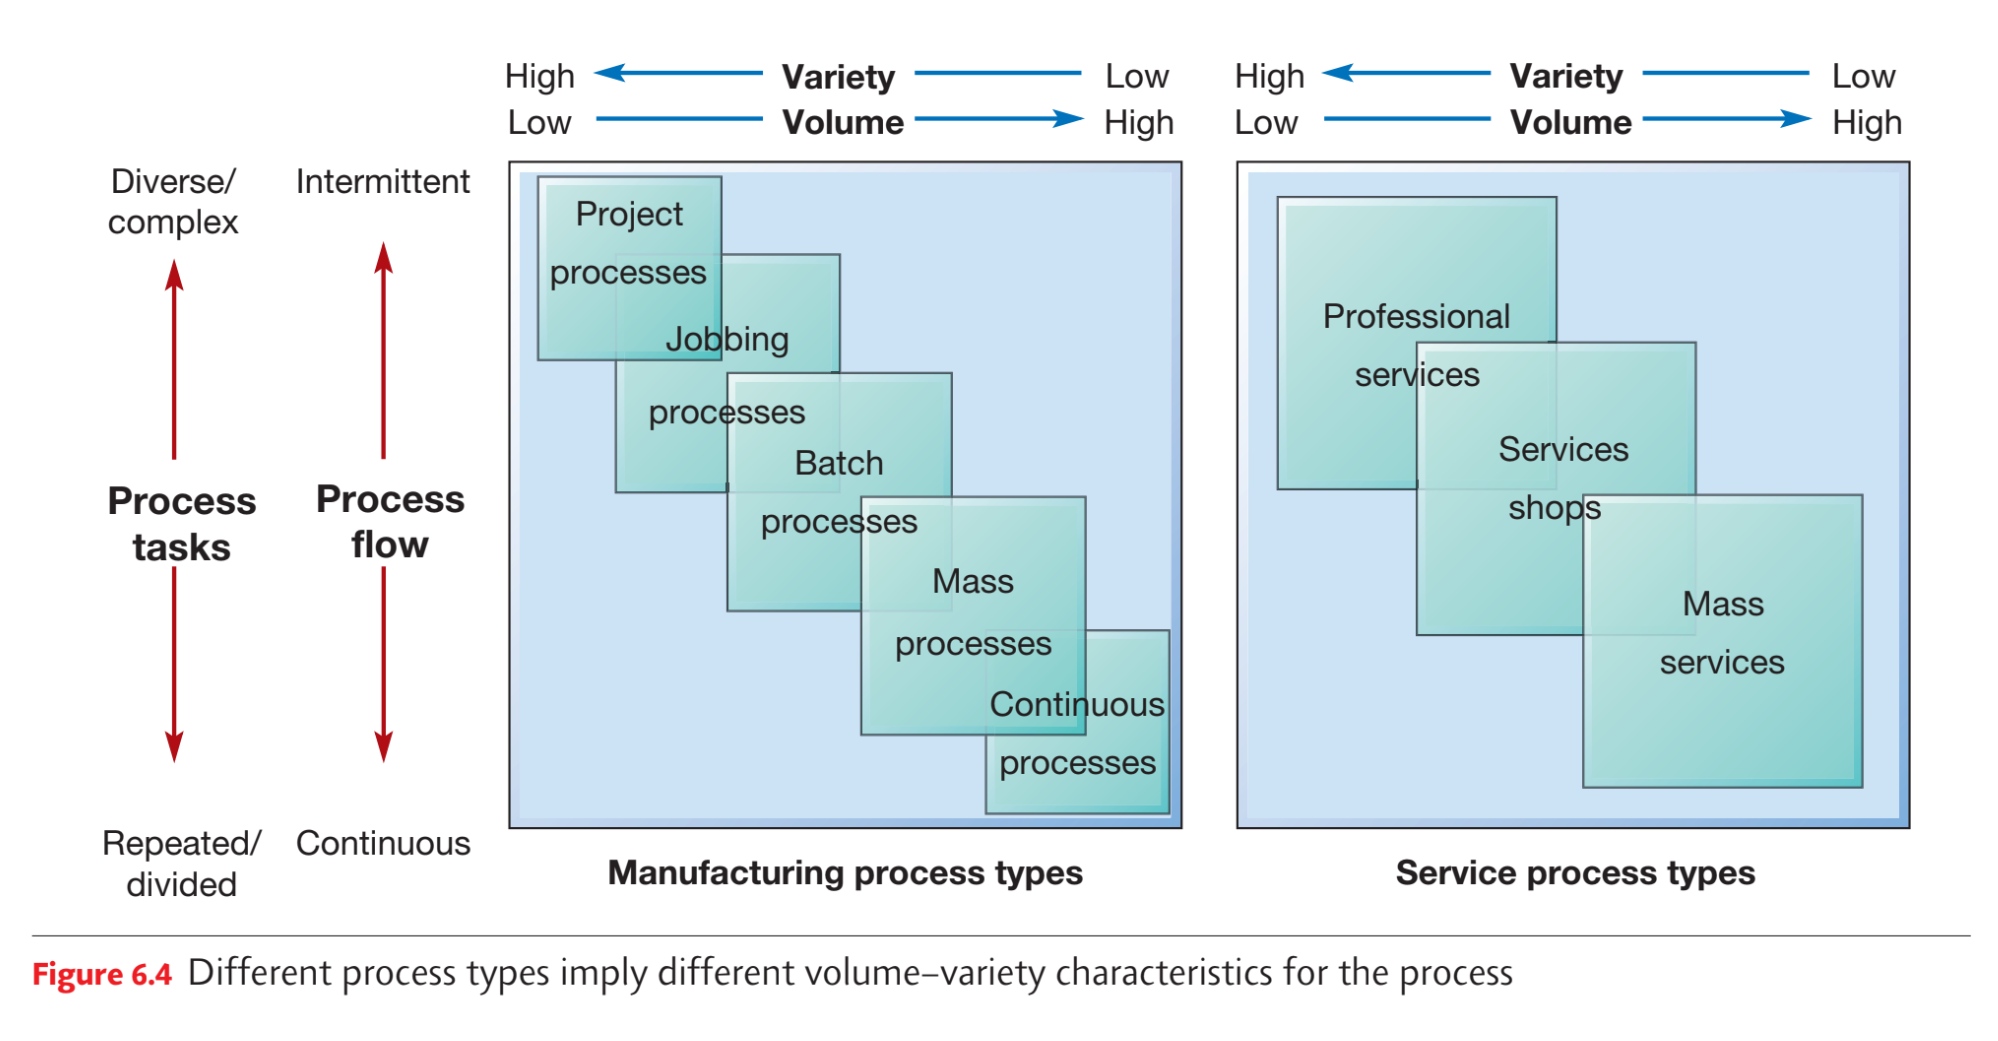 High Variety Low
Low Volume High
High Variety Low
Low Volume High
Diverse/
complex
Intermittent
Process
tasks
Process
flow
Repeated/
divided
Continuous
Project
processes
Jobbing
processes
Batch
processes
Mass
processes
Continuous
processes
Manufacturing process types
Professional
services
Services
shops
Mass
services
Service process types
Figure 6.4 Different process types imply different volume–variety characteristics for the process